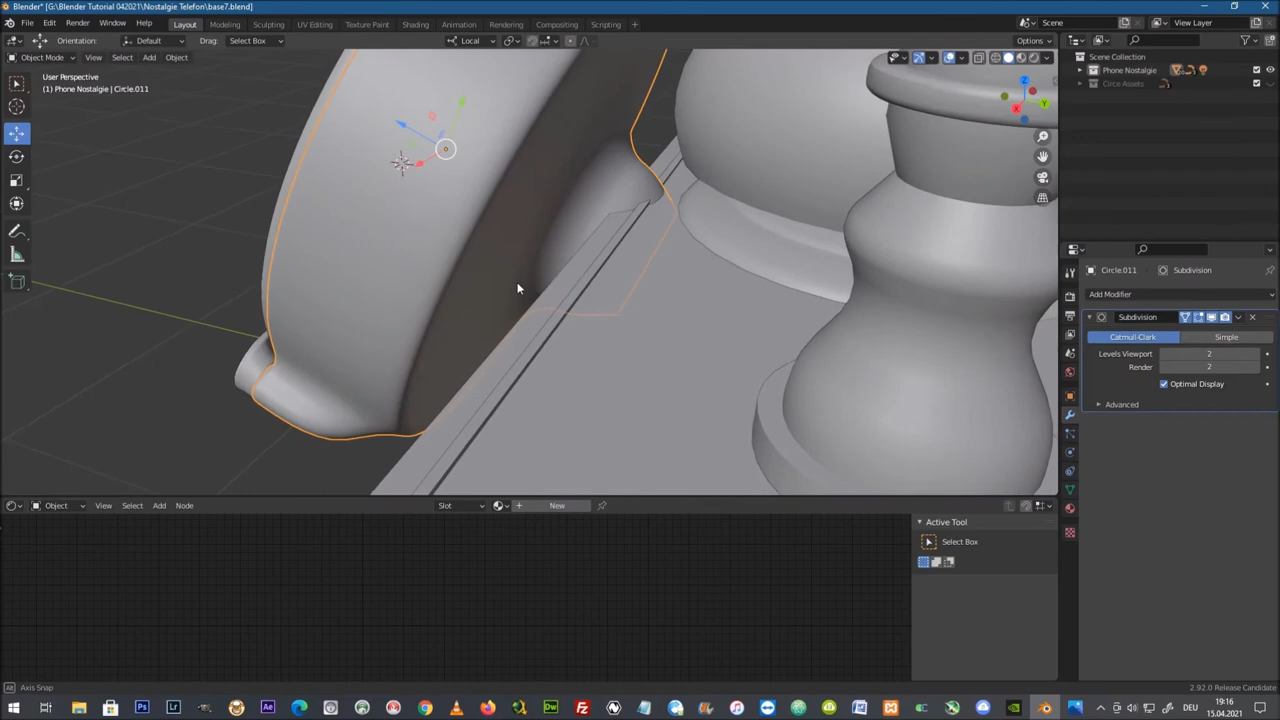 Blender* [G:\Blender Tutorial 042021\Nostalgie Telefon\base7.blend]
File Edit Render Window Help
Layout Modeling Sculpting UV Editing Texture Paint Shading Animation Rendering Compositing Scripting +
Scene
View Layer
Orientation: Default Drag: Select Box
Local
Options
Object Mode View Select Add Object
User Perspective
(1) Phone Nostalgie | Circle.011
Scene Collection
Phone Nostalgie
Circe Assets
Z
Y
X
Circle.011 Subdivision
Add Modifier
Subdivision
Catmull-Clark Simple
Levels Viewport 2
Render 2
Optimal Display
Advanced
Object View Select Add Node
Slot
New
Active Tool
Select Box
Alt Axis Snap
2.92.0 Release Candidate
DEU
19:16
15.04.2021